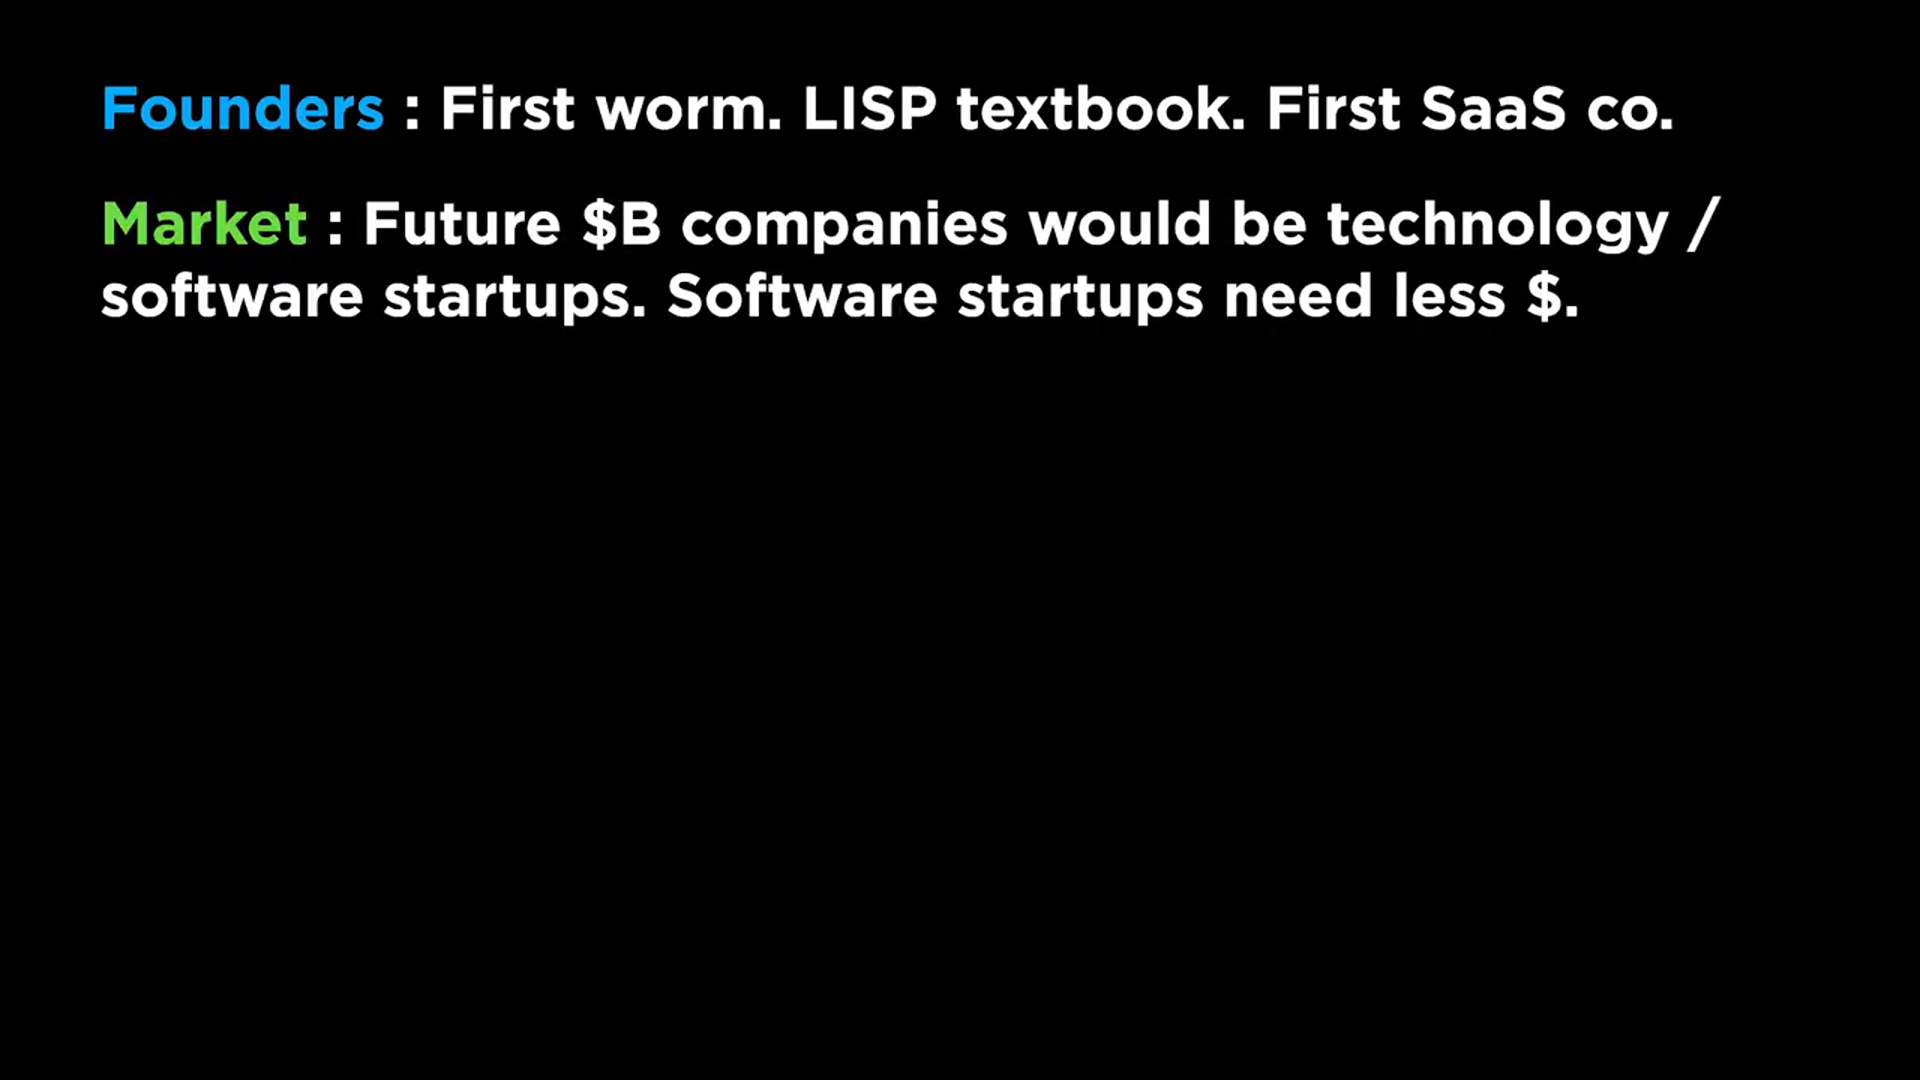 Founders : First worm. LISP textbook. First SaaS co.
Market : Future $B companies would be technology /
software startups. Software startups need less $.